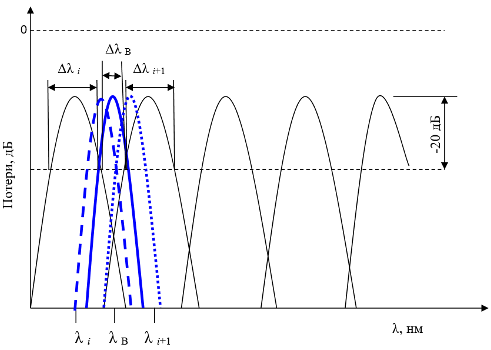 0
Δλ B
Δλ i
Δλ i+1
-20 дБ
Потери, дБ
λ, нм
λ i
λ B
λ i+1